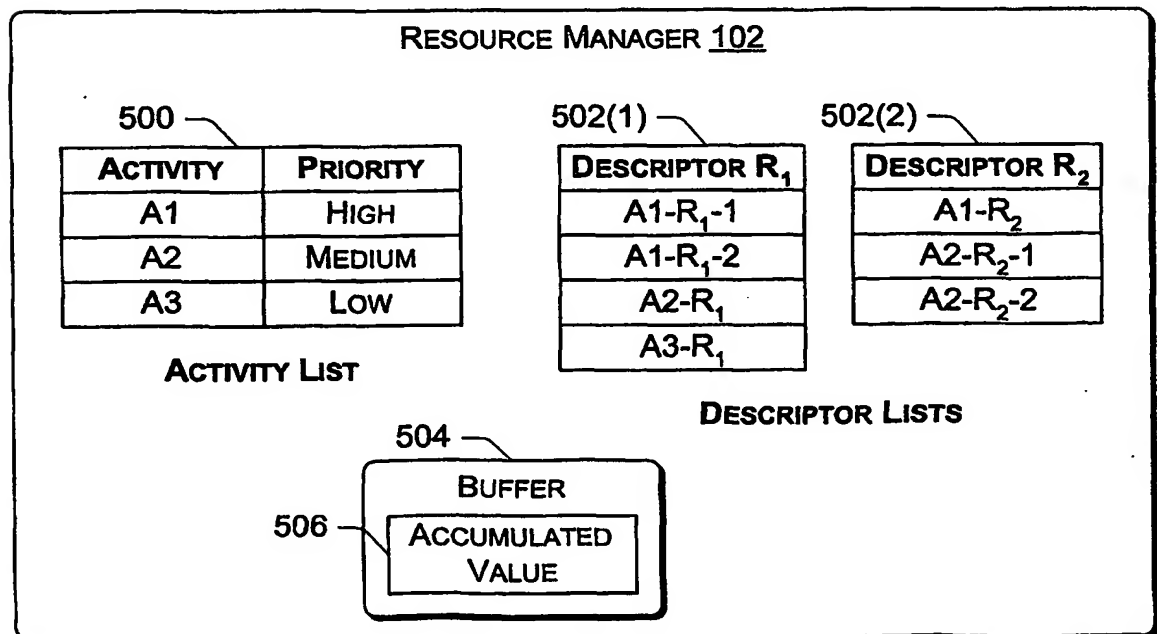 RESOURCE MANAGER 102
500
ACTIVITY PRIORITY
A1 HIGH
A2 MEDIUM
A3 LOW
ACTIVITY LIST
502(1)
DESCRIPTOR R₁
A1-R₁-1
A1-R₁-2
A2-R₁
A3-R₁
502(2)
DESCRIPTOR R₂
A1-R₂
A2-R₂-1
A2-R₂-2
DESCRIPTOR LISTS
504
BUFFER
506
ACCUMULATED
VALUE